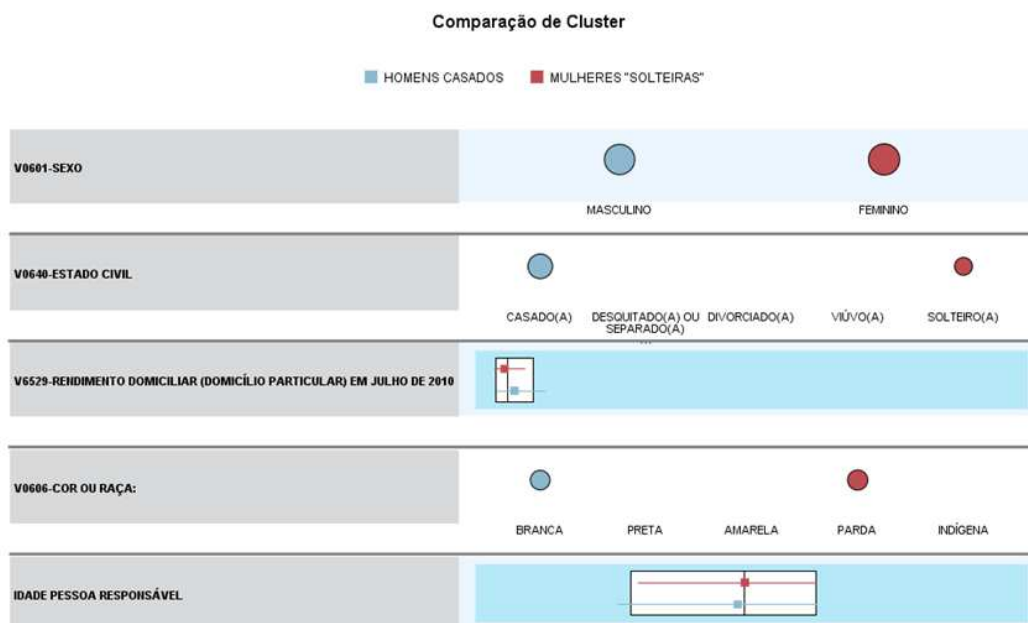 Comparação de Cluster
HOMENS CASADOS
MULHERES "SOLTEIRAS"
V0601-SEXO
MASCULINO
FEMININO
V0640-ESTADO CIVIL
CASADO(A)
DESQUITADO(A) OU
SEPARADO(A)
...
DIVORCIADO(A)
VIÚVO(A)
SOLTEIRO(A)
V6529-RENDIMENTO DOMICILIAR (DOMICÍLIO PARTICULAR) EM JULHO DE 2010
V0606-COR OU RAÇA:
BRANCA
PRETA
AMARELA
PARDA
INDÍGENA
IDADE PESSOA RESPONSÁVEL